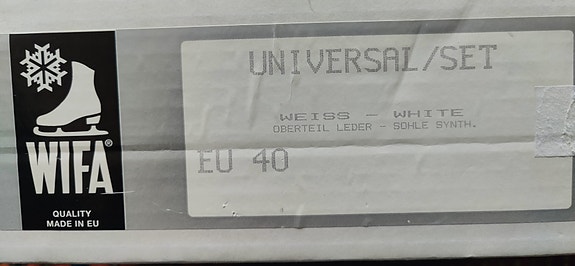 UNIVERSAL/SET
WEISS - WHITE
OBERTEIL LEDER - SOHLE SYNTH.
EU 40
WIFA®
QUALITY
MADE IN EU